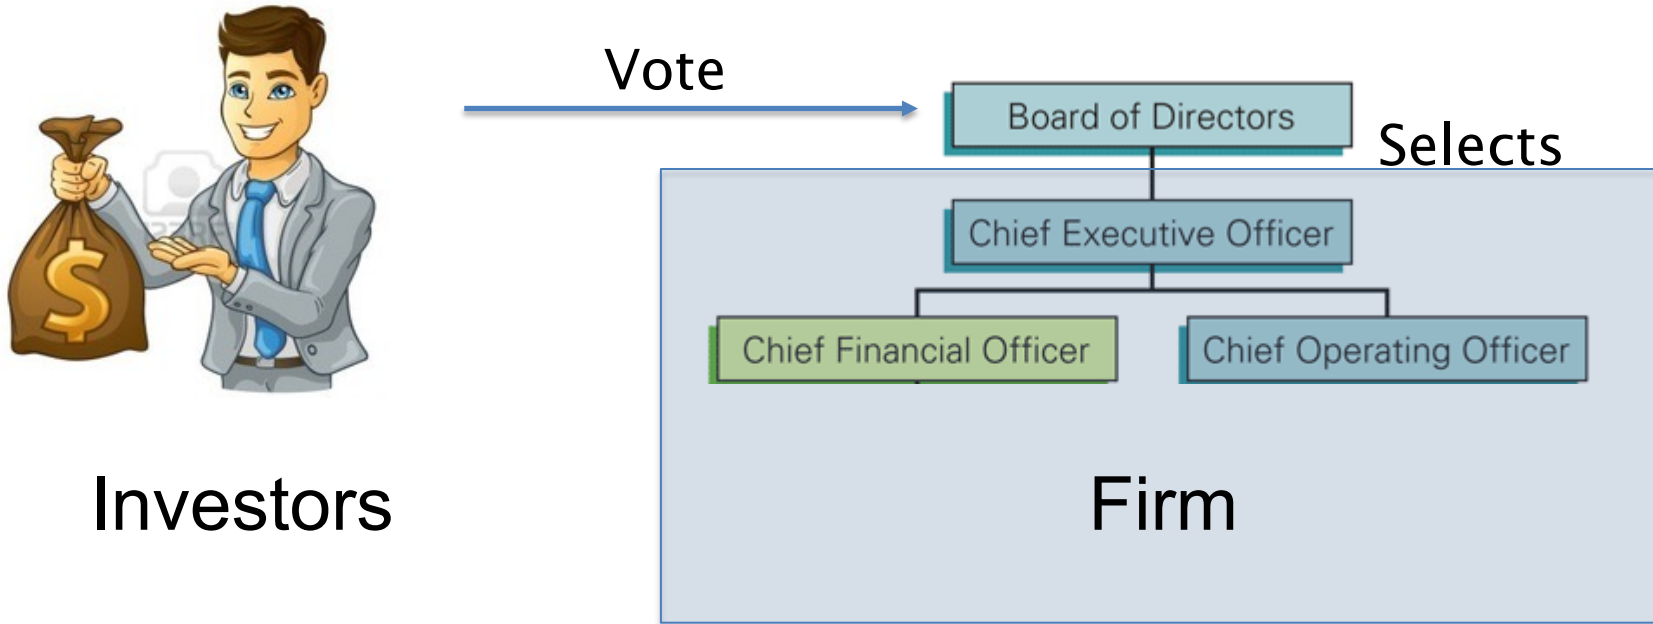 Vote
Board of Directors
Selects
Chief Executive Officer
$
Chief Financial Officer
Chief Operating Officer
Investors
Firm